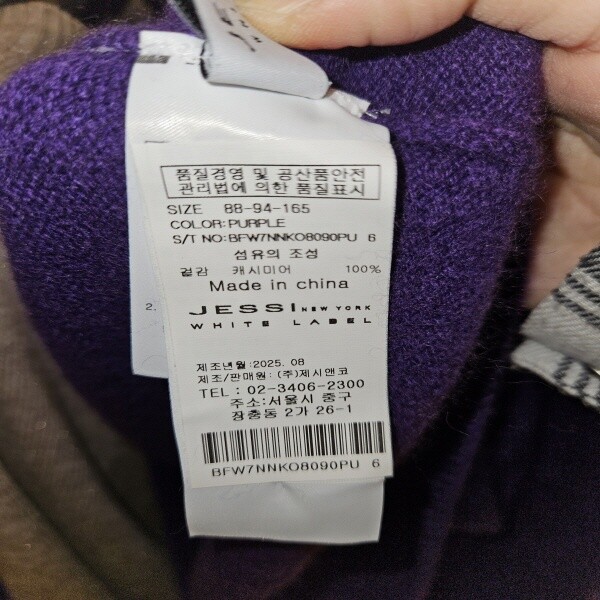 품질경영 및 공산품안전
관리법에 의한 품질표시
SIZE 88-94-165
COLOR:PURPLE
S/T NO:BFW7NNKO8090PU 6
섬유의 조성
겉감 캐시미어 100%
Made in china
2.
JESSI NEW YORK
WHITE LABEL
제조년월:2025. 08
제조/판매원: (주)제시앤코
TEL : 02-3406-2300
주소:서울시 중구
장충동 2가 26-1
BFW7NNKO8090PU 6